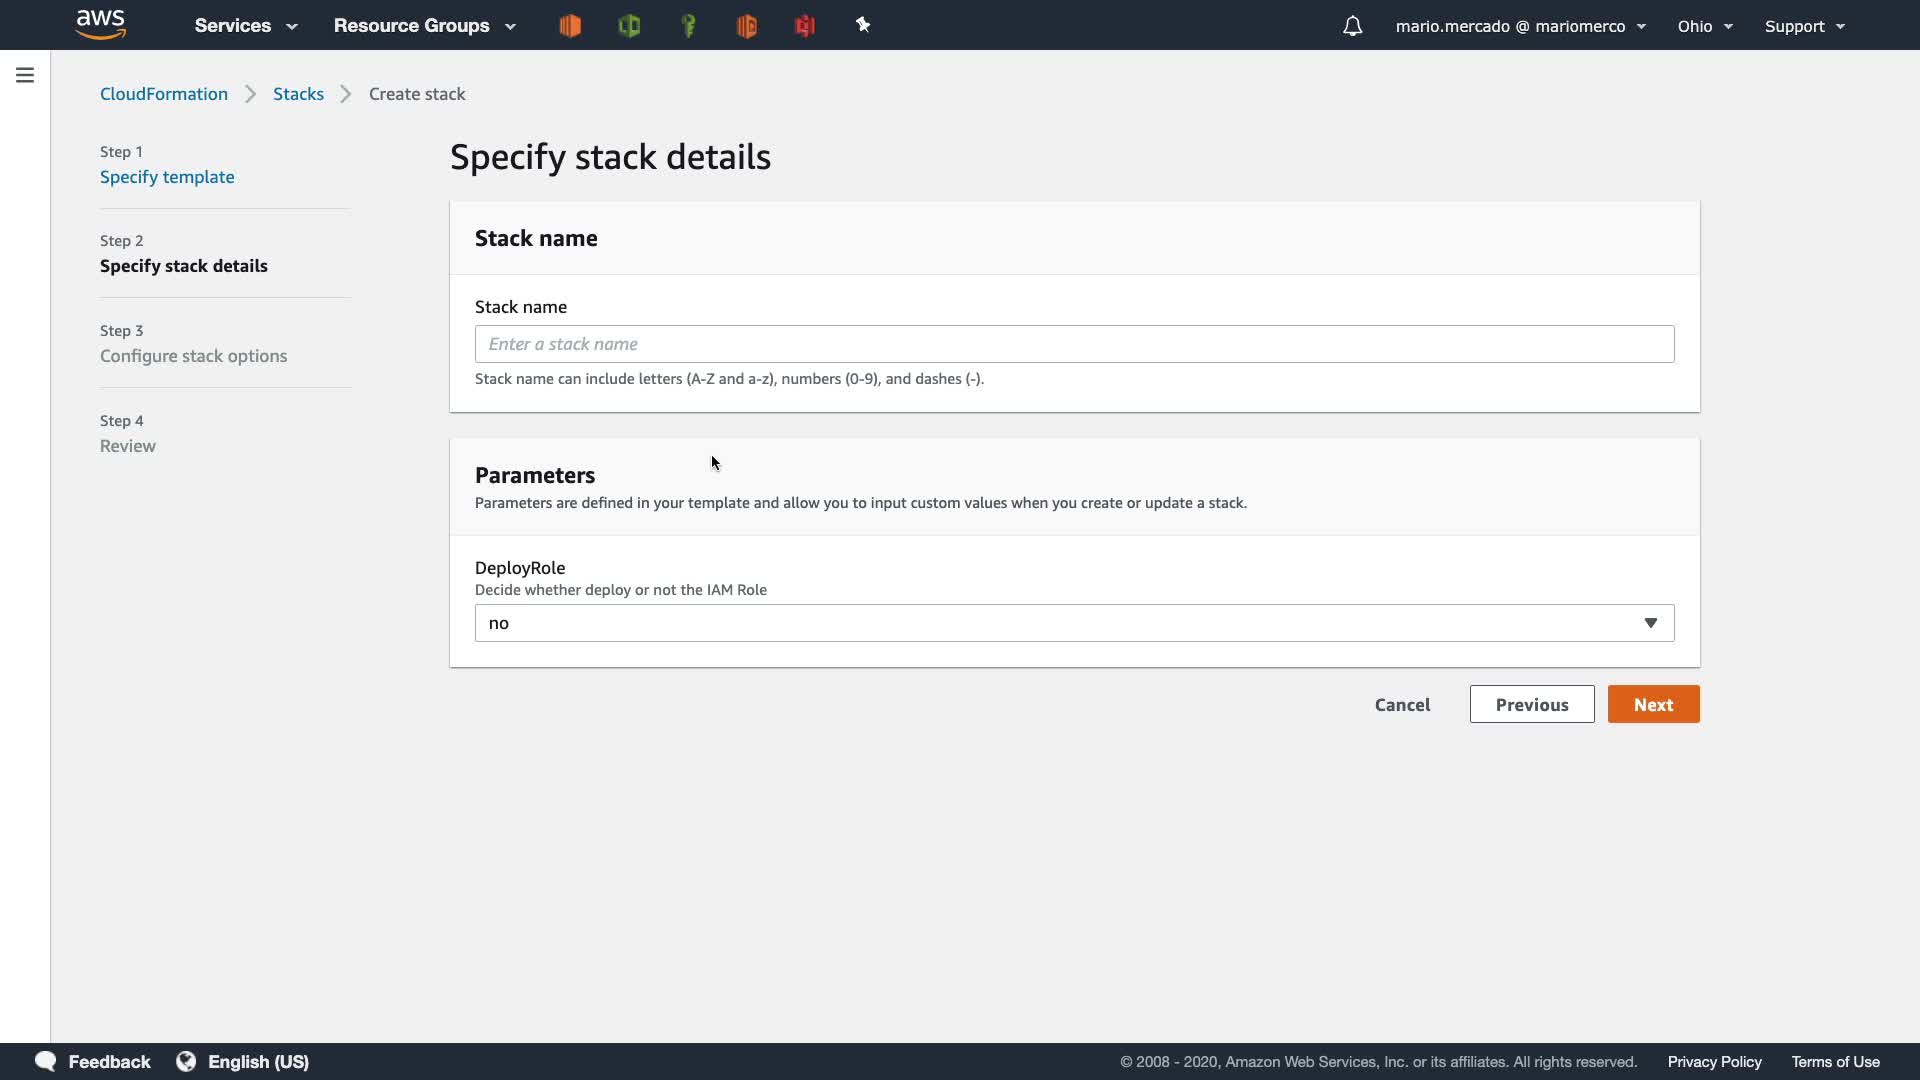 aws
Services
Resource Groups
mario.mercado @ mariomerco
Ohio
Support
CloudFormation
Stacks
Create stack
Step 1
Specify template
Step 2
Specify stack details
Step 3
Configure stack options
Step 4
Review
Specify stack details
Stack name
Stack name
Enter a stack name
Stack name can include letters (A-Z and a-z), numbers (0-9), and dashes (-).
Parameters
Parameters are defined in your template and allow you to input custom values when you create or update a stack.
DeployRole
Decide whether deploy or not the IAM Role
no
Cancel
Previous
Next
Feedback
English (US)
© 2008 - 2020, Amazon Web Services, Inc. or its affiliates. All rights reserved.
Privacy Policy
Terms of Use